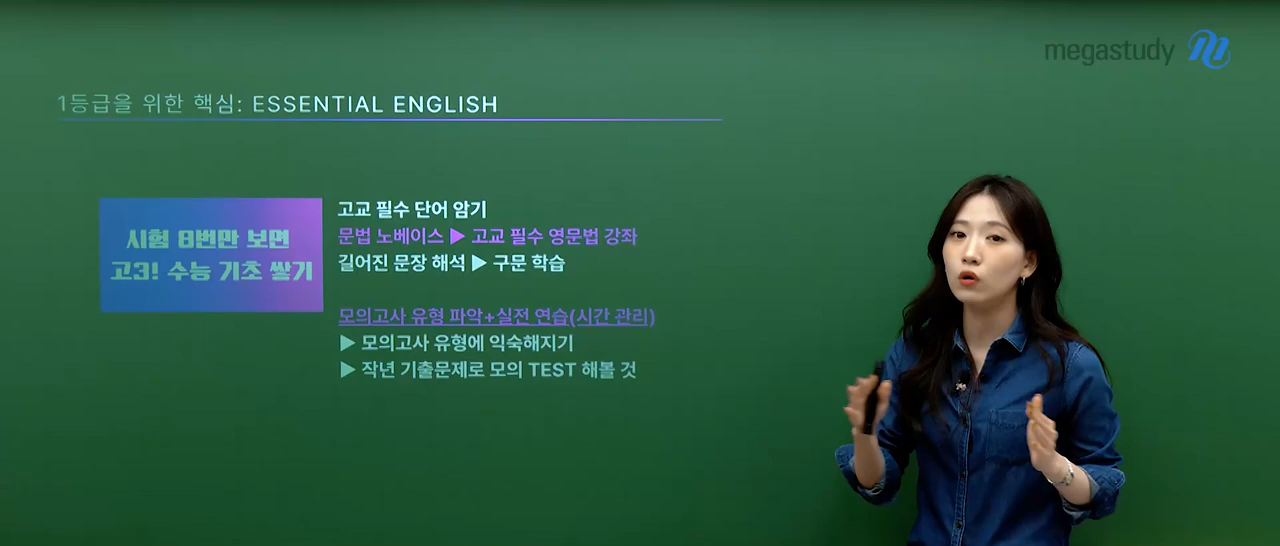 megastudy
1등급을 위한 핵심: ESSENTIAL ENGLISH
시험 8번만 보면
고3! 수능 기초 쌓기
고교 필수 단어 암기
문법 노베이스 ▶ 고교 필수 영문법 강좌
길어진 문장 해석 ▶ 구문 학습
모의고사 유형 파악+실전 연습(시간 관리)
▶ 모의고사 유형에 익숙해지기
▶ 작년 기출문제로 모의 TEST 해볼 것